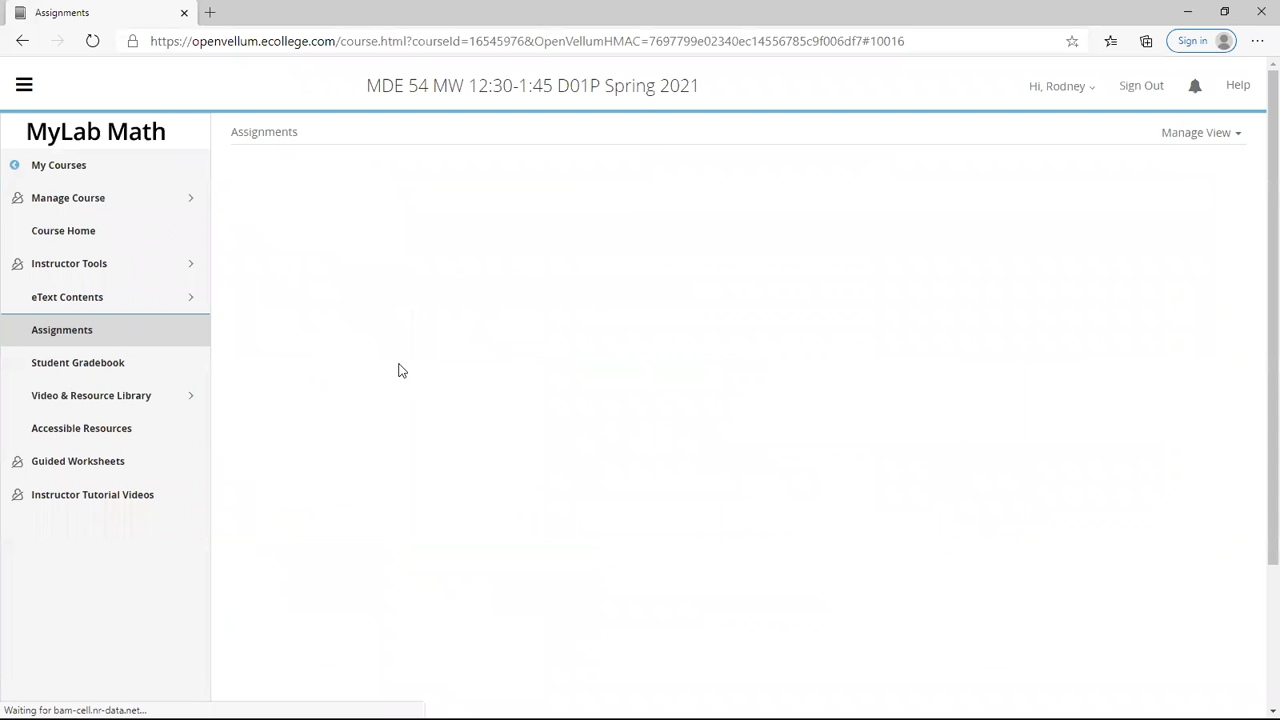 Assignments
https://openvellum.ecollege.com/course.html?courseId=16545976&OpenVellumHMAC=7697799e02340ec14556785c9f006df7#10016
Sign in
MDE 54 MW 12:30-1:45 D01P Spring 2021
Hi, Rodney
Sign Out
Help
MyLab Math
Assignments
Manage View
My Courses
Manage Course
Course Home
Instructor Tools
eText Contents
Assignments
Student Gradebook
Video & Resource Library
Accessible Resources
Guided Worksheets
Instructor Tutorial Videos
Waiting for bam-cell.nr-data.net...